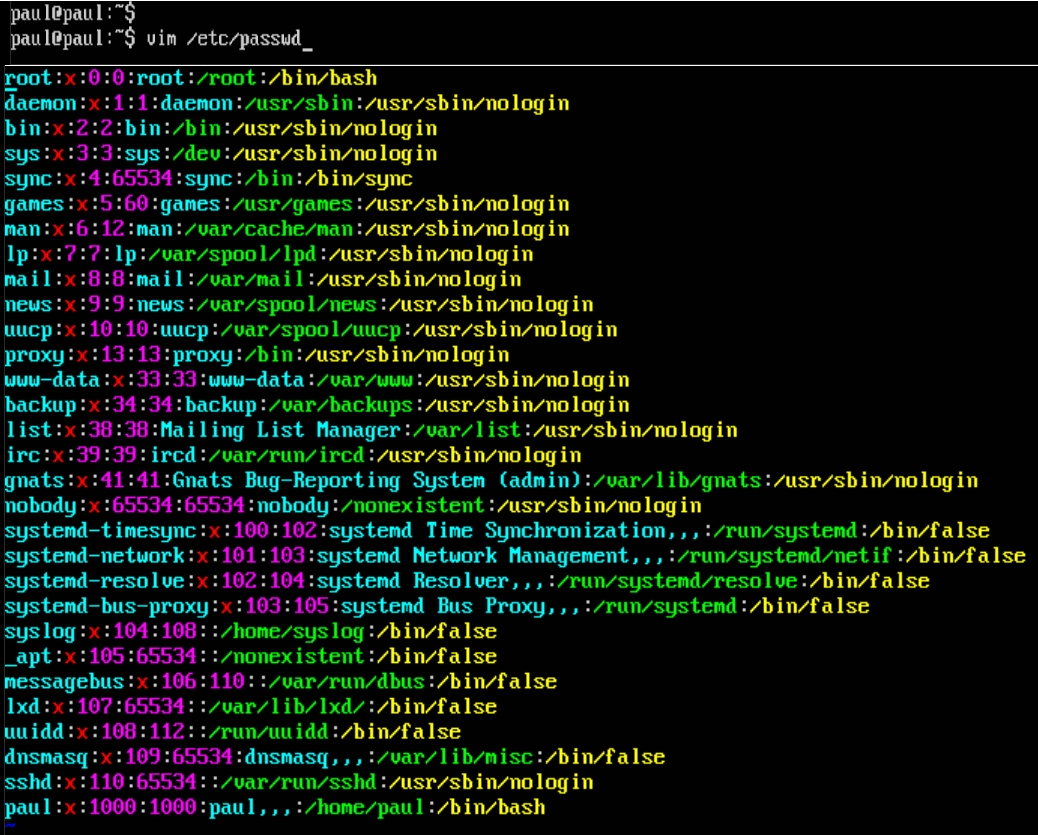 paul@paul:~$
paul@paul:~$ vim /etc/passwd_
root:x:0:0:root:/root:/bin/bash
daemon:x:1:1:daemon:/usr/sbin:/usr/sbin/nologin
bin:x:2:2:bin:/bin:/usr/sbin/nologin
sys:x:3:3:sys:/dev:/usr/sbin/nologin
sync:x:4:65534:sync:/bin:/bin/sync
games:x:5:60:games:/usr/games:/usr/sbin/nologin
man:x:6:12:man:/var/cache/man:/usr/sbin/nologin
lp:x:7:7:lp:/var/spool/lpd:/usr/sbin/nologin
mail:x:8:8:mail:/var/mail:/usr/sbin/nologin
news:x:9:9:news:/var/spool/news:/usr/sbin/nologin
uucp:x:10:10:uucp:/var/spool/uucp:/usr/sbin/nologin
proxy:x:13:13:proxy:/bin:/usr/sbin/nologin
www-data:x:33:33:www-data:/var/www:/usr/sbin/nologin
backup:x:34:34:backup:/var/backups:/usr/sbin/nologin
list:x:38:38:Mailing List Manager:/var/list:/usr/sbin/nologin
irc:x:39:39:ircd:/var/run/ircd:/usr/sbin/nologin
gnats:x:41:41:Gnats Bug-Reporting System (admin):/var/lib/gnats:/usr/sbin/nologin
nobody:x:65534:65534:nobody:/nonexistent:/usr/sbin/nologin
systemd-timesync:x:100:102:systemd Time Synchronization,,,:/run/systemd:/bin/false
systemd-network:x:101:103:systemd Network Management,,,:/run/systemd/netif:/bin/false
systemd-resolve:x:102:104:systemd Resolver,,,:/run/systemd/resolve:/bin/false
systemd-bus-proxy:x:103:105:systemd Bus Proxy,,,:/run/systemd:/bin/false
syslog:x:104:108::/home/syslog:/bin/false
_apt:x:105:65534::/nonexistent:/bin/false
messagebus:x:106:110::/var/run/dbus:/bin/false
lxd:x:107:65534::/var/lib/lxd/:/bin/false
uuidd:x:108:112::/run/uuidd:/bin/false
dnsmasq:x:109:65534:dnsmasq,,,:/var/lib/misc:/bin/false
sshd:x:110:65534::/var/run/sshd:/usr/sbin/nologin
paul:x:1000:1000:paul,,,:/home/paul:/bin/bash
~